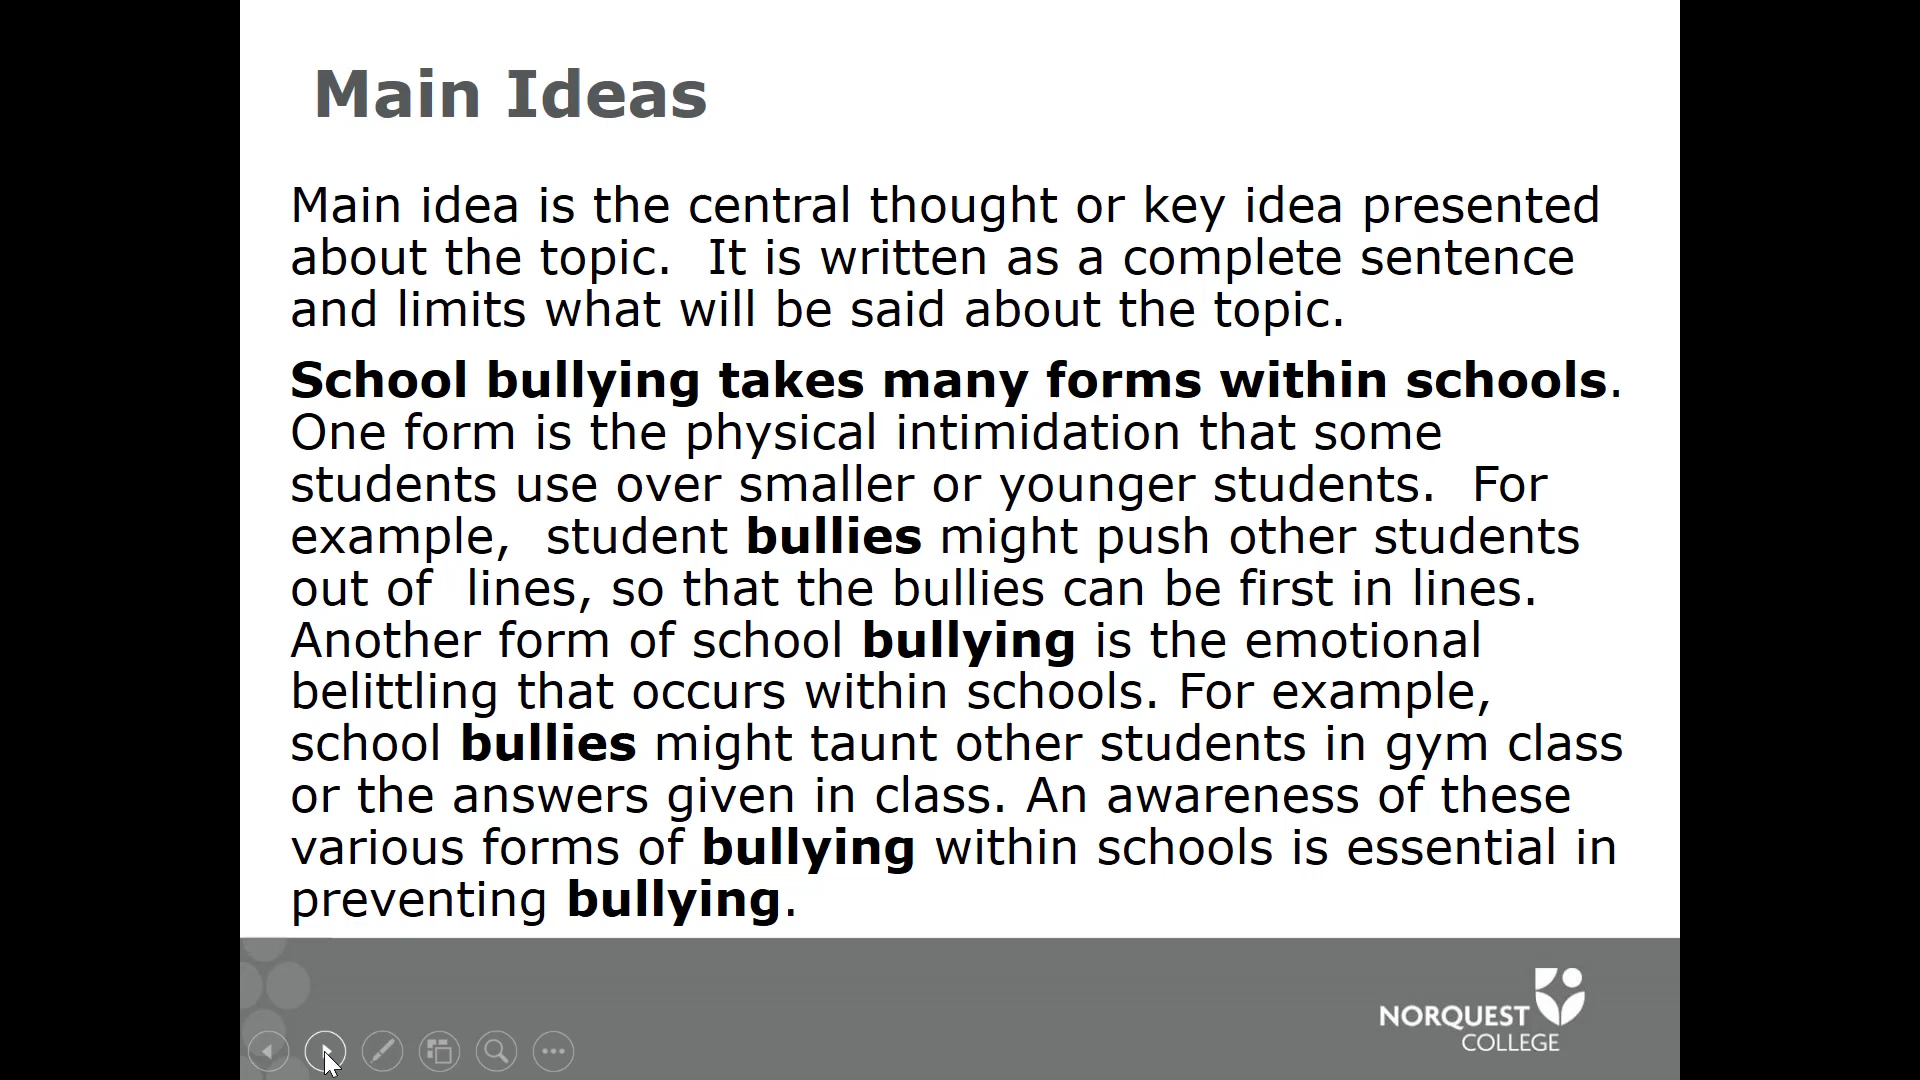 Main Ideas
Main idea is the central thought or key idea presented
about the topic.  It is written as a complete sentence
and limits what will be said about the topic.
School bullying takes many forms within schools.
One form is the physical intimidation that some
students use over smaller or younger students.  For
example,  student bullies might push other students
out of  lines, so that the bullies can be first in lines.
Another form of school bullying is the emotional
belittling that occurs within schools. For example,
school bullies might taunt other students in gym class
or the answers given in class. An awareness of these
various forms of bullying within schools is essential in
preventing bullying.
NORQUEST
COLLEGE